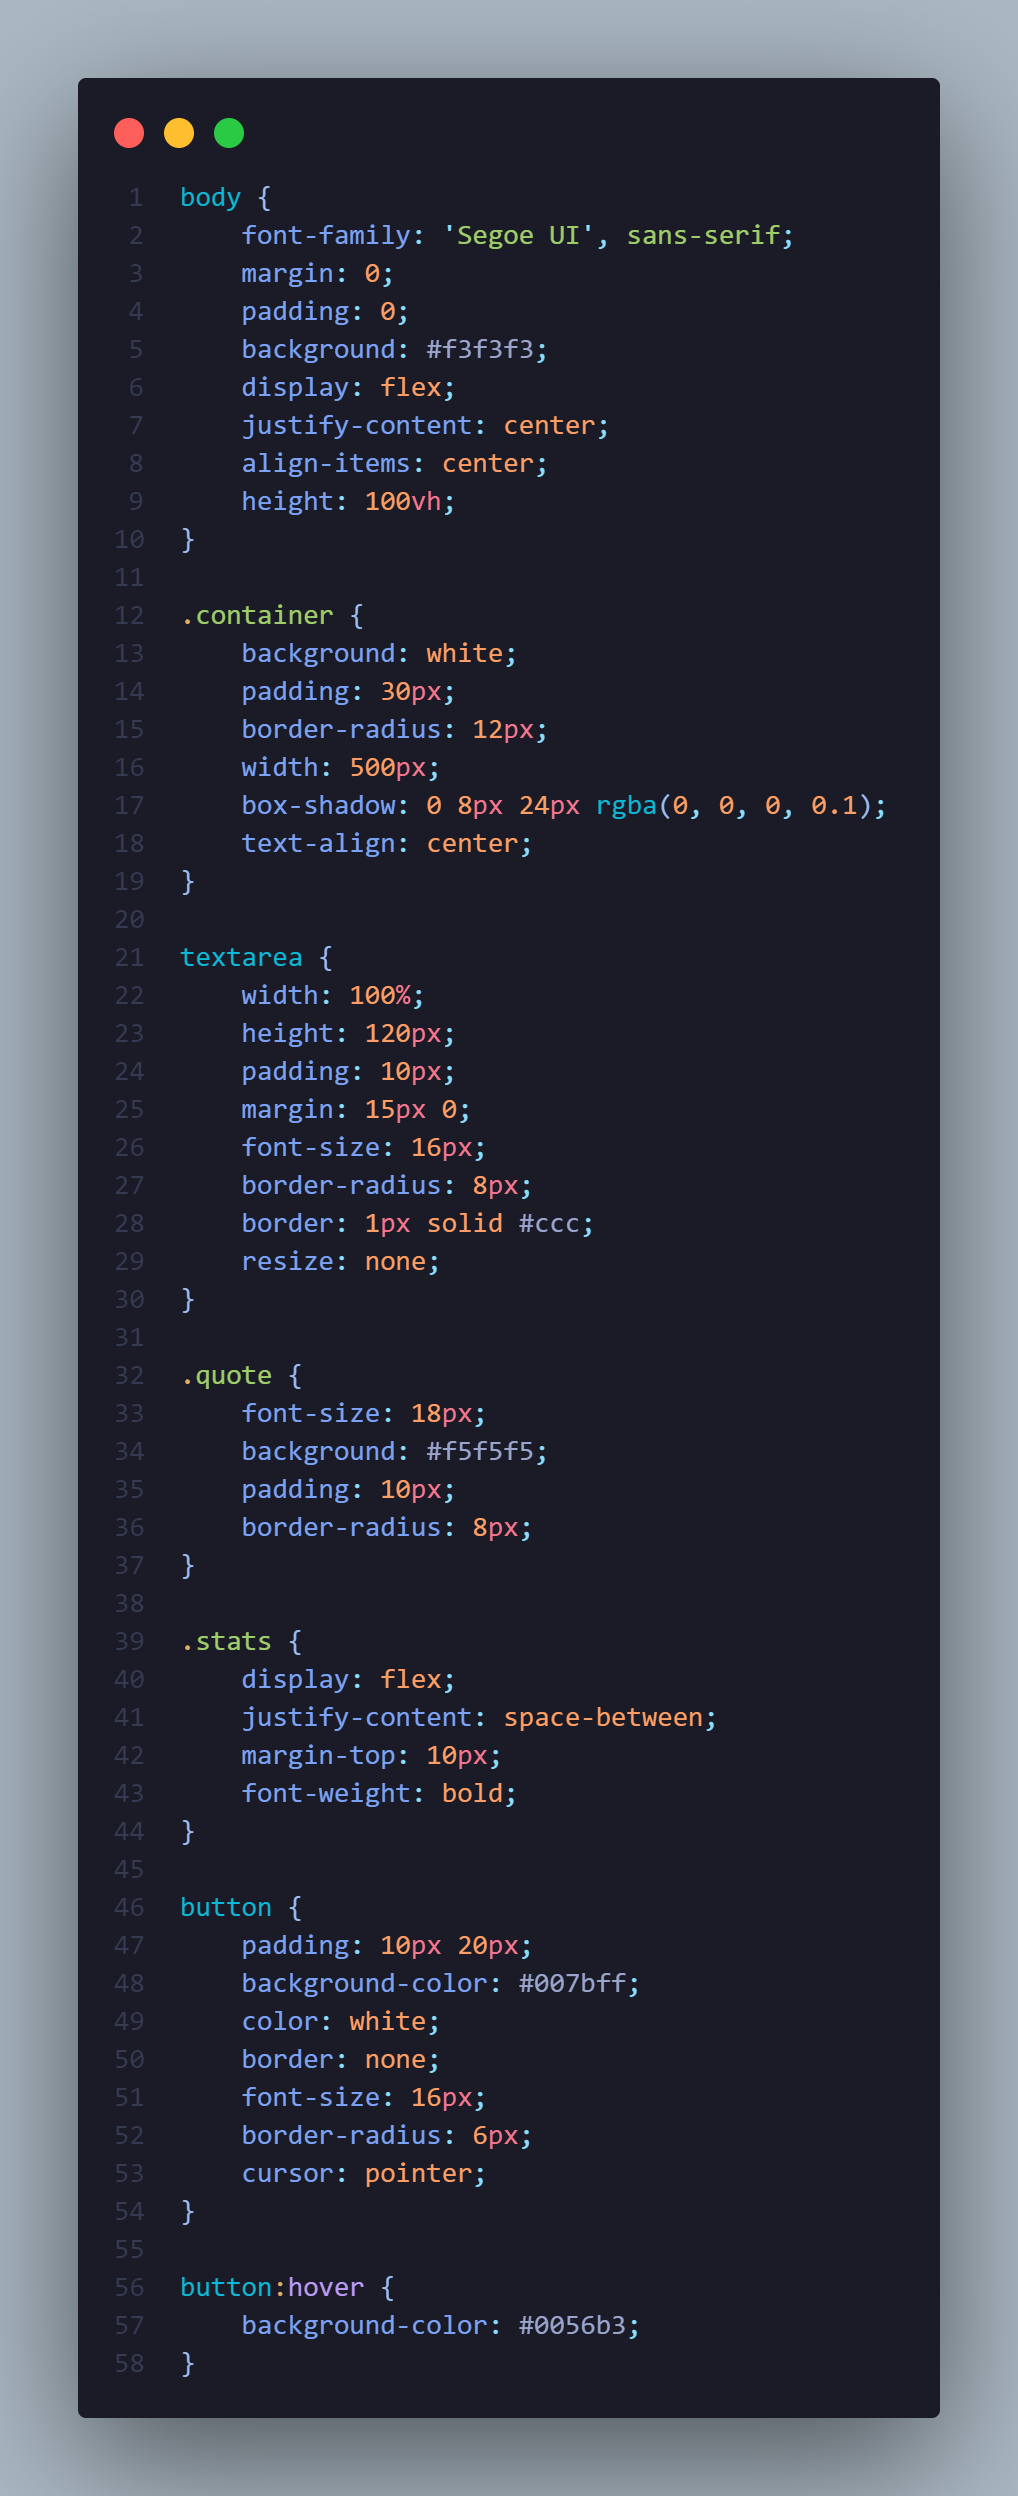 1 body {
2     font-family: 'Segoe UI', sans-serif;
3     margin: 0;
4     padding: 0;
5     background: #f3f3f3;
6     display: flex;
7     justify-content: center;
8     align-items: center;
9     height: 100vh;
10 }
11
12 .container {
13     background: white;
14     padding: 30px;
15     border-radius: 12px;
16     width: 500px;
17     box-shadow: 0 8px 24px rgba(0, 0, 0, 0.1);
18     text-align: center;
19 }
20
21 textarea {
22     width: 100%;
23     height: 120px;
24     padding: 10px;
25     margin: 15px 0;
26     font-size: 16px;
27     border-radius: 8px;
28     border: 1px solid #ccc;
29     resize: none;
30 }
31
32 .quote {
33     font-size: 18px;
34     background: #f5f5f5;
35     padding: 10px;
36     border-radius: 8px;
37 }
38
39 .stats {
40     display: flex;
41     justify-content: space-between;
42     margin-top: 10px;
43     font-weight: bold;
44 }
45
46 button {
47     padding: 10px 20px;
48     background-color: #007bff;
49     color: white;
50     border: none;
51     font-size: 16px;
52     border-radius: 6px;
53     cursor: pointer;
54 }
55
56 button:hover {
57     background-color: #0056b3;
58 }